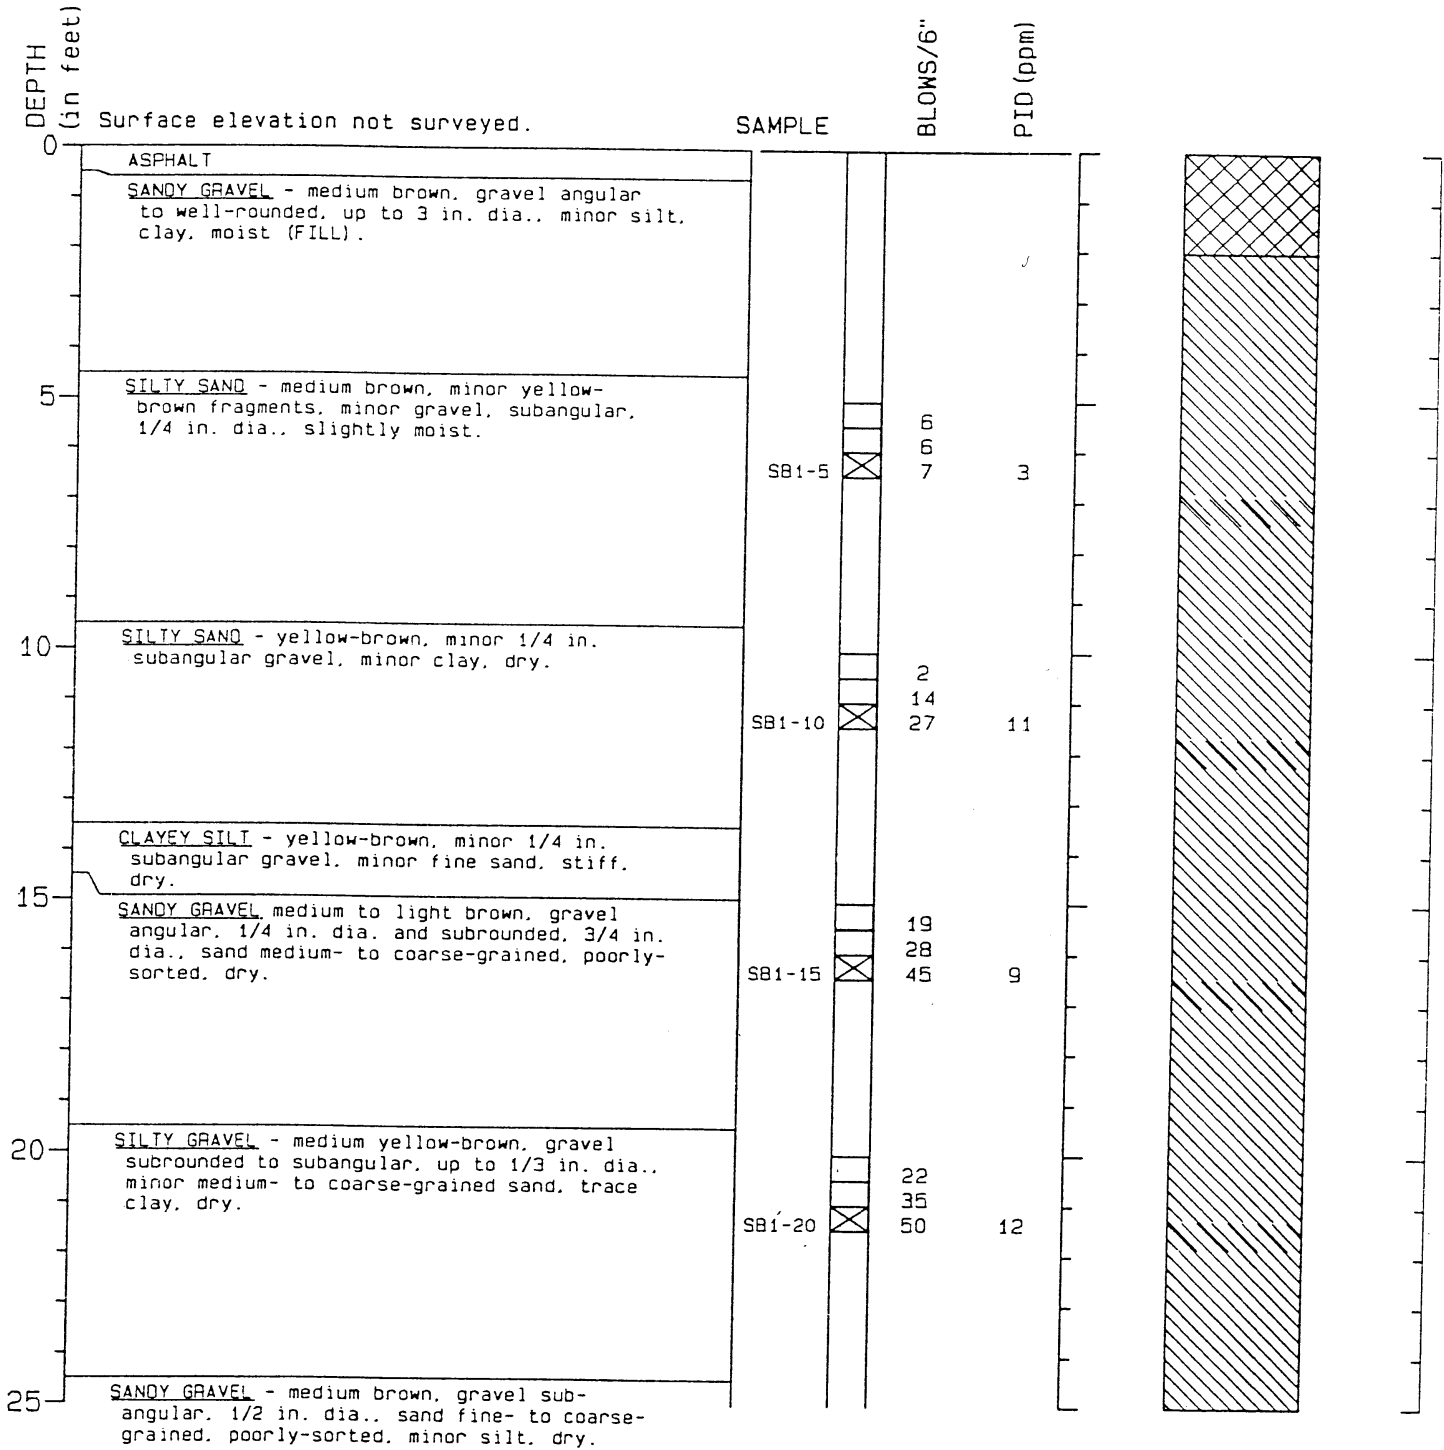 DEPTH
(in feet)
Surface elevation not surveyed.
SAMPLE
BLOWS/6"
PID (ppm)
0
ASPHALT
SANDY GRAVEL - medium brown, gravel angular
to well-rounded, up to 3 in. dia., minor silt,
clay, moist (FILL).
5
SILTY SAND - medium brown, minor yellow-
brown fragments, minor gravel, subangular,
1/4 in. dia., slightly moist.
6
6
SB1-5 7 3
10
SILTY SAND - yellow-brown, minor 1/4 in.
subangular gravel, minor clay, dry.
2
14
SB1-10 27 11
CLAYEY SILT - yellow-brown, minor 1/4 in.
subangular gravel, minor fine sand, stiff,
dry.
15
SANDY GRAVEL medium to light brown, gravel
angular, 1/4 in. dia. and subrounded, 3/4 in.
dia., sand medium- to coarse-grained, poorly-
sorted, dry.
19
28
SB1-15 45 9
20
SILTY GRAVEL - medium yellow-brown, gravel
subrounded to subangular, up to 1/3 in. dia.,
minor medium- to coarse-grained sand, trace
clay, dry.
22
35
SB1-20 50 12
25
SANDY GRAVEL - medium brown, gravel sub-
angular, 1/2 in. dia., sand fine- to coarse-
grained, poorly-sorted, minor silt, dry.